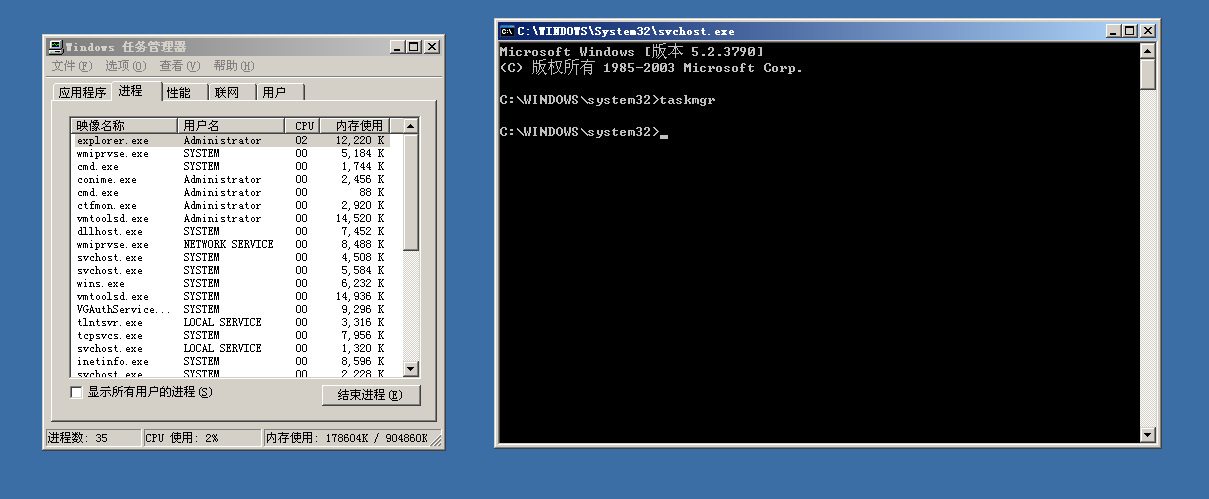 Windows 任务管理器
文件(F) 选项(O) 查看(V) 帮助(H)
应用程序 进程 性能 联网 用户
映像名称 用户名 CPU 内存使用
explorer.exe Administrator 02 12,220 K
wmiprvse.exe SYSTEM 00 5,184 K
cmd.exe SYSTEM 00 1,744 K
conime.exe Administrator 00 2,456 K
cmd.exe Administrator 00 88 K
ctfmon.exe Administrator 00 2,920 K
vmtoolsd.exe Administrator 00 14,520 K
dllhost.exe SYSTEM 00 7,452 K
wmiprvse.exe NETWORK SERVICE 00 8,488 K
svchost.exe SYSTEM 00 4,508 K
svchost.exe SYSTEM 00 5,584 K
wins.exe SYSTEM 00 6,232 K
vmtoolsd.exe SYSTEM 00 14,936 K
VGAuthService... SYSTEM 00 9,296 K
tlntsvr.exe LOCAL SERVICE 00 3,316 K
tcpsvcs.exe SYSTEM 00 7,956 K
svchost.exe LOCAL SERVICE 00 1,320 K
inetinfo.exe SYSTEM 00 8,596 K
svchost.exe SYSTEM 00 2,228 K
显示所有用户的进程(S)
结束进程(E)
进程数: 35 CPU 使用: 2% 内存使用: 178604K / 904860K
C:\WINDOWS\System32\svchost.exe
Microsoft Windows [版本 5.2.3790]
(C) 版权所有 1985-2003 Microsoft Corp.
C:\WINDOWS\system32>taskmgr
C:\WINDOWS\system32>_